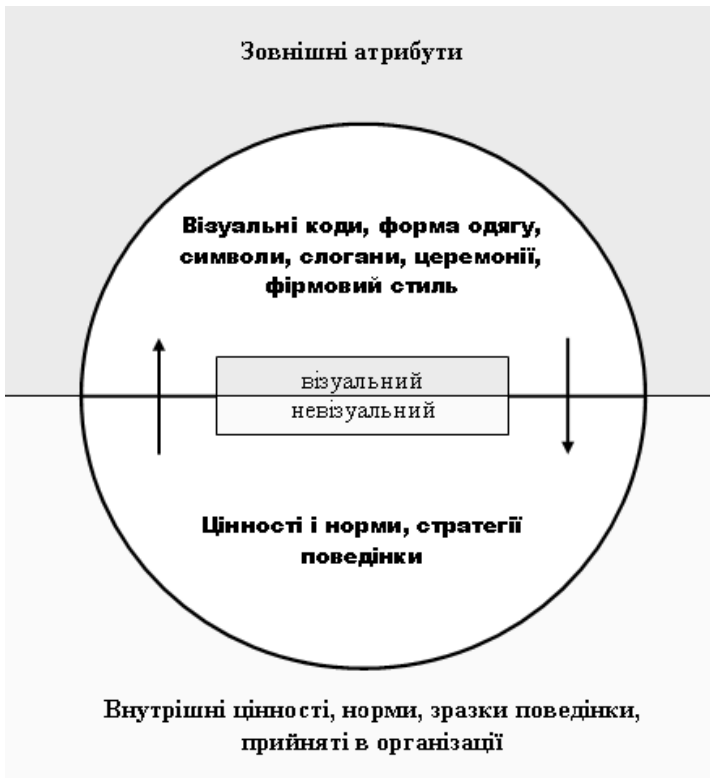 Зовнішні атрибути
Візуальні коди, форма одягу,
символи, слогани, церемонії,
фірмовий стиль
візуальний
невізуальний
Цінності і норми, стратегії
поведінки
Внутрішні цінності, норми, зразки поведінки,
прийняті в організації